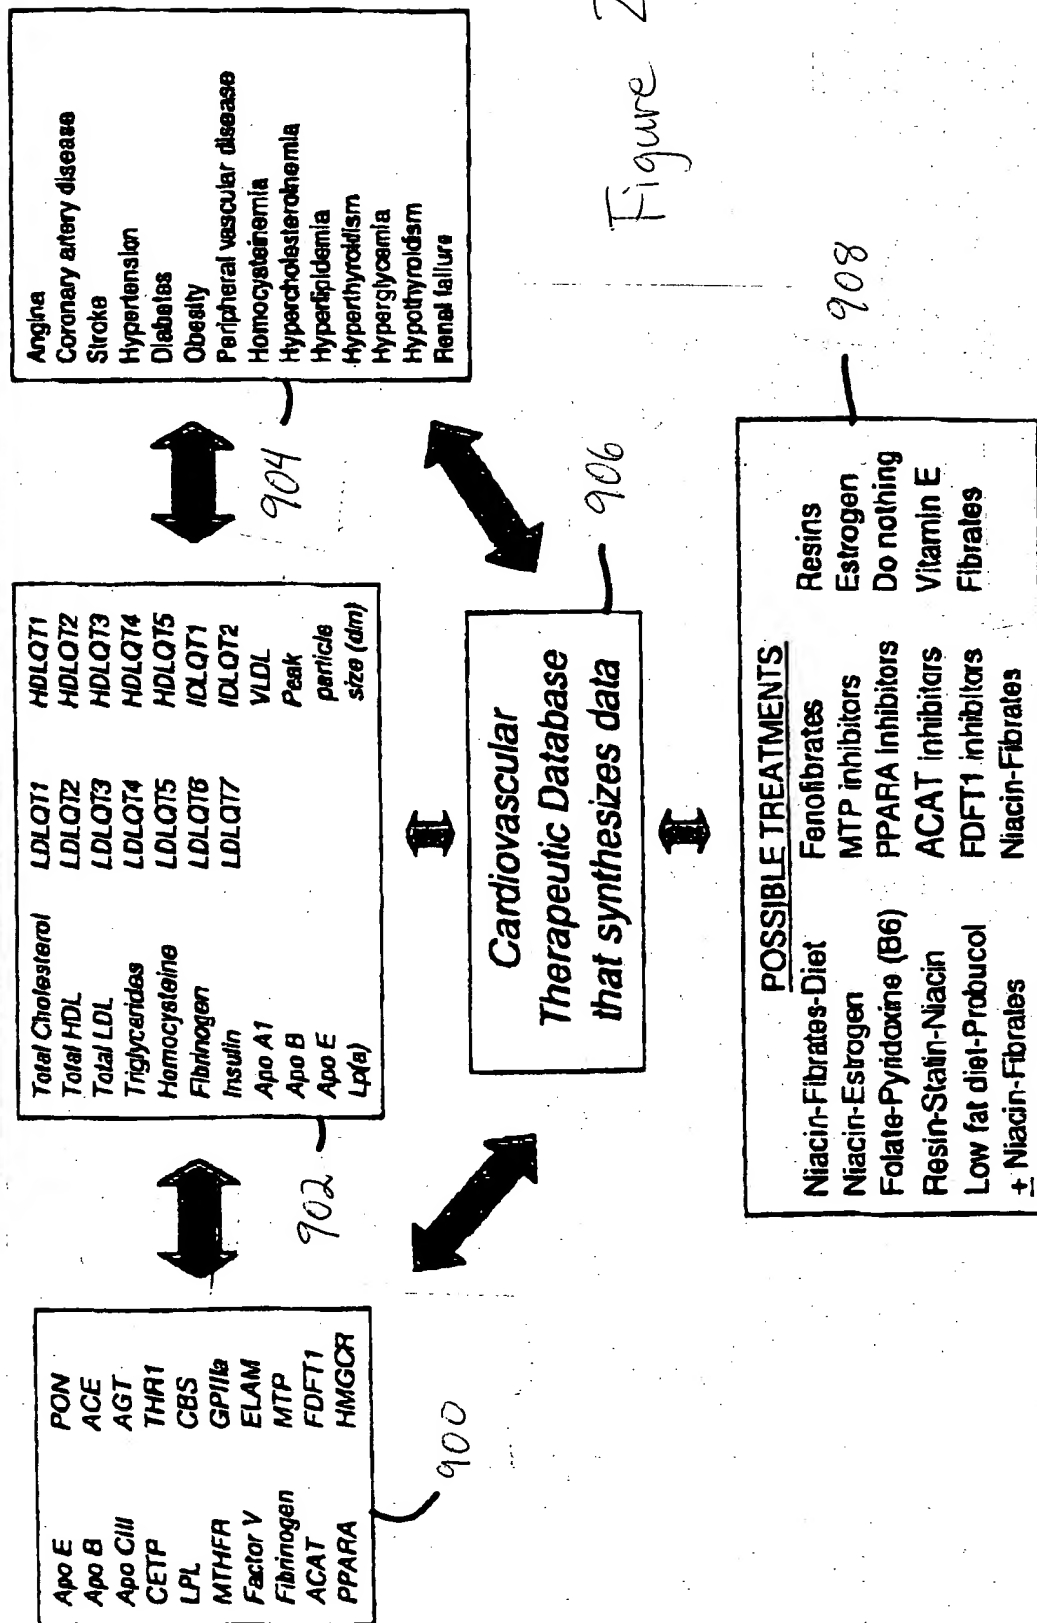 Apo E PON
Apo B ACE
Apo CIII AGT
CETP THR1
LPL CBS
MTHFR GPIIIa
Factor V ELAM
Fibrinogen MTP
ACAT FDFT1
PPARA HMGCR
900
Total Cholesterol LDLQT1 HDLQT1
Total HDL LDLQT2 HDLQT2
Total LDL LDLQT3 HDLQT3
Triglycerides LDLQT4 HDLQT4
Homocysteine LDLQT5 HDLQT5
Fibrinogen LDLQT6 IDLQT1
Insulin LDLQT7 IDLQT2
Apo A1 VLDL
Apo B Peak
Apo E particle
Lp(a) size (dm)
902
Angina
Coronary artery disease
Stroke
Hypertension
Diabetes
Obesity
Peripheral vascular disease
Homocysteinemia
Hypercholesterolnemia
Hyperlipidemia
Hyperthyroidism
Hyperglycemia
Hypothyroidism
Renal failure
904
Cardiovascular
Therapeutic Database
that synthesizes data
906
POSSIBLE TREATMENTS
Niacin-Fibrates-Diet Fenofibrates Resins
Niacin-Estrogen MTP inhibitors Estrogen
Folate-Pyridoxine (B6) PPARA Inhibitors Do nothing
Resin-Statin-Niacin ACAT inhibitors Vitamin E
Low fat diet-Probucol FDFT1 inhibitors Fibrates
+ Niacin-Fibrates Niacin-Fibrates
908
Figure 2